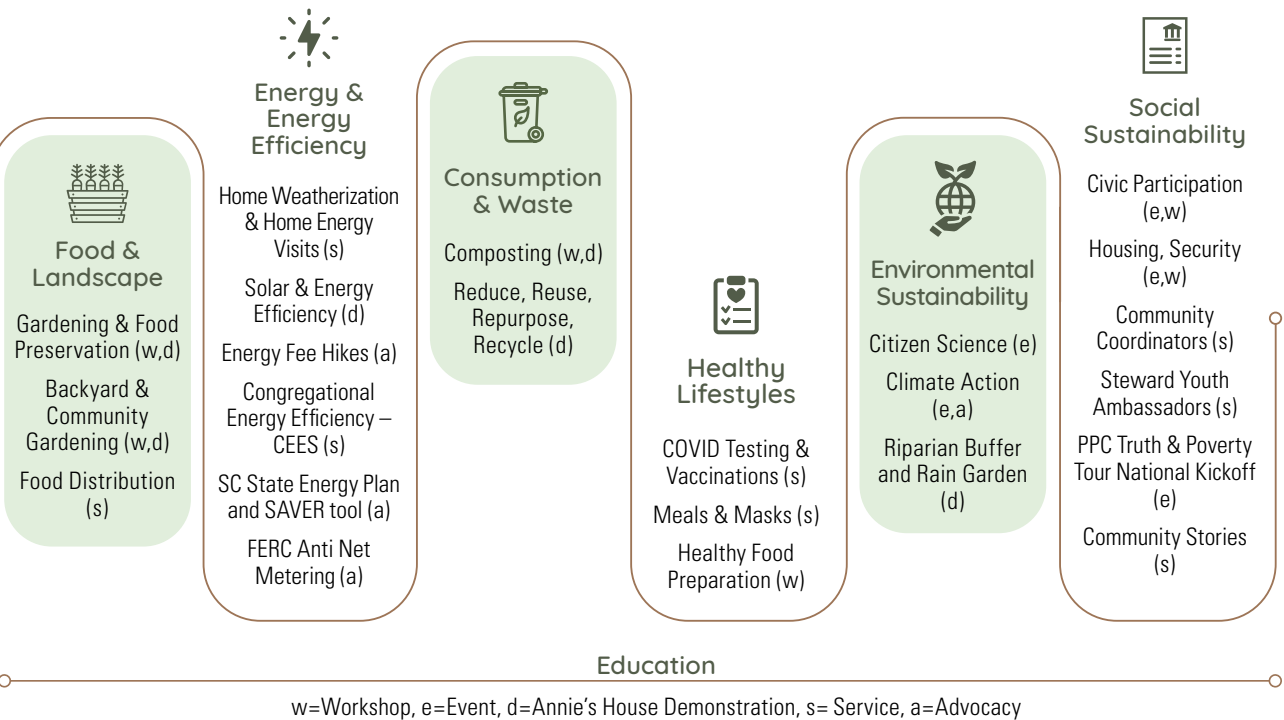 Food &
Landscape
Gardening & Food
Preservation (w,d)
Backyard &
Community
Gardening (w,d)
Food Distribution
(s)
Energy &
Energy
Efficiency
Home Weatherization
& Home Energy
Visits (s)
Solar & Energy
Efficiency (d)
Energy Fee Hikes (a)
Congregational
Energy Efficiency –
CEES (s)
SC State Energy Plan
and SAVER tool (a)
FERC Anti Net
Metering (a)
Consumption
& Waste
Composting (w,d)
Reduce, Reuse,
Repurpose,
Recycle (d)
Healthy
Lifestyles
COVID Testing &
Vaccinations (s)
Meals & Masks (s)
Healthy Food
Preparation (w)
Environmental
Sustainability
Citizen Science (e)
Climate Action
(e,a)
Riparian Buffer
and Rain Garden
(d)
Social
Sustainability
Civic Participation
(e,w)
Housing, Security
(e,w)
Community
Coordinators (s)
Steward Youth
Ambassadors (s)
PPC Truth & Poverty
Tour National Kickoff
(e)
Community Stories
(s)
Education
w=Workshop, e=Event, d=Annie’s House Demonstration, s= Service, a=Advocacy